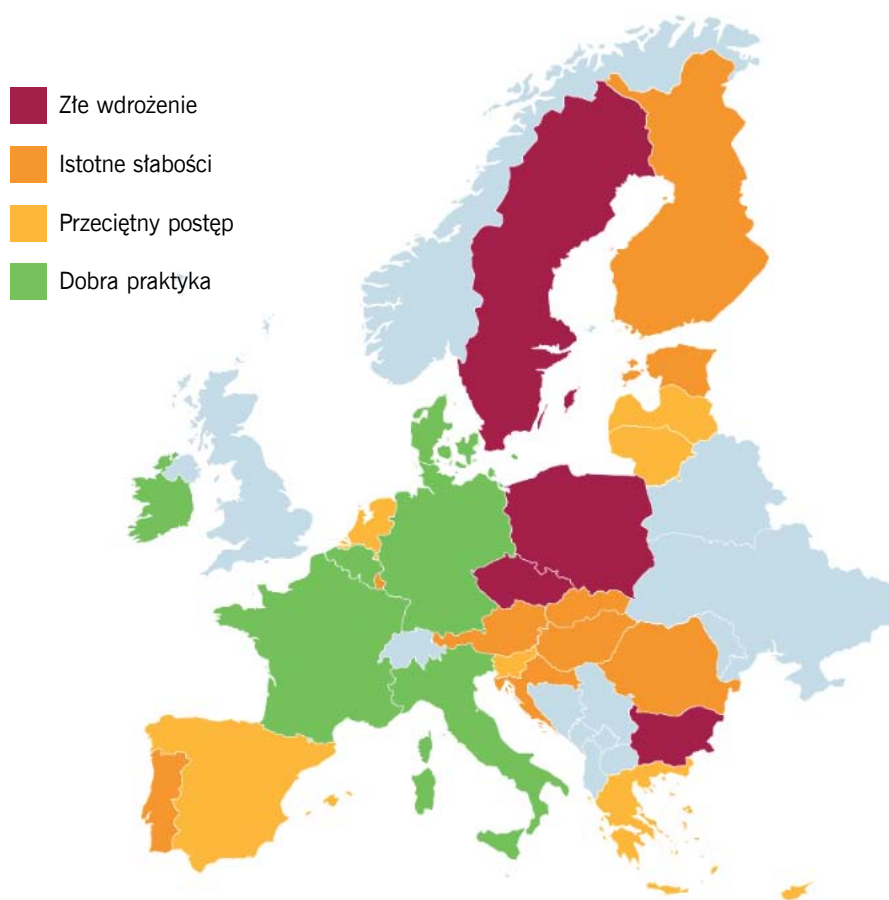 Złe wdrożenie
Istotne słabości
Przeciętny postęp
Dobra praktyka